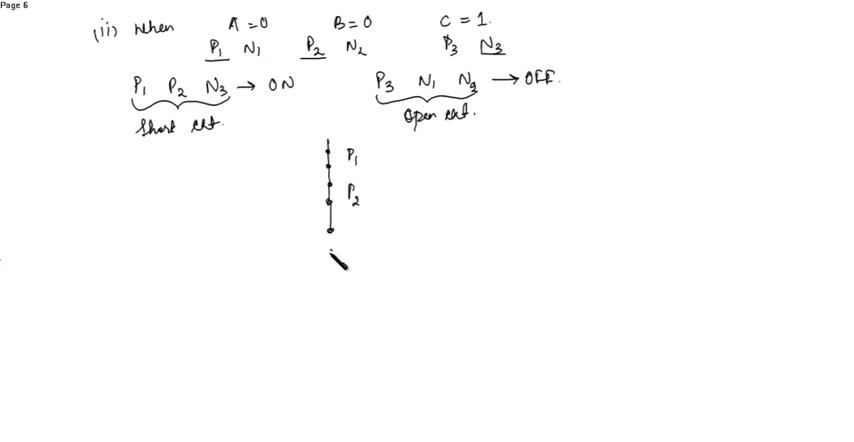 Page 6
(ii) When A = 0 B = 0 C = 1.
P1 N1 P2 N2 P3 N3
P1 P2 N3 → ON P3 N1 N2 → OFF.
Short ckt. Open ckt.
P1
P2